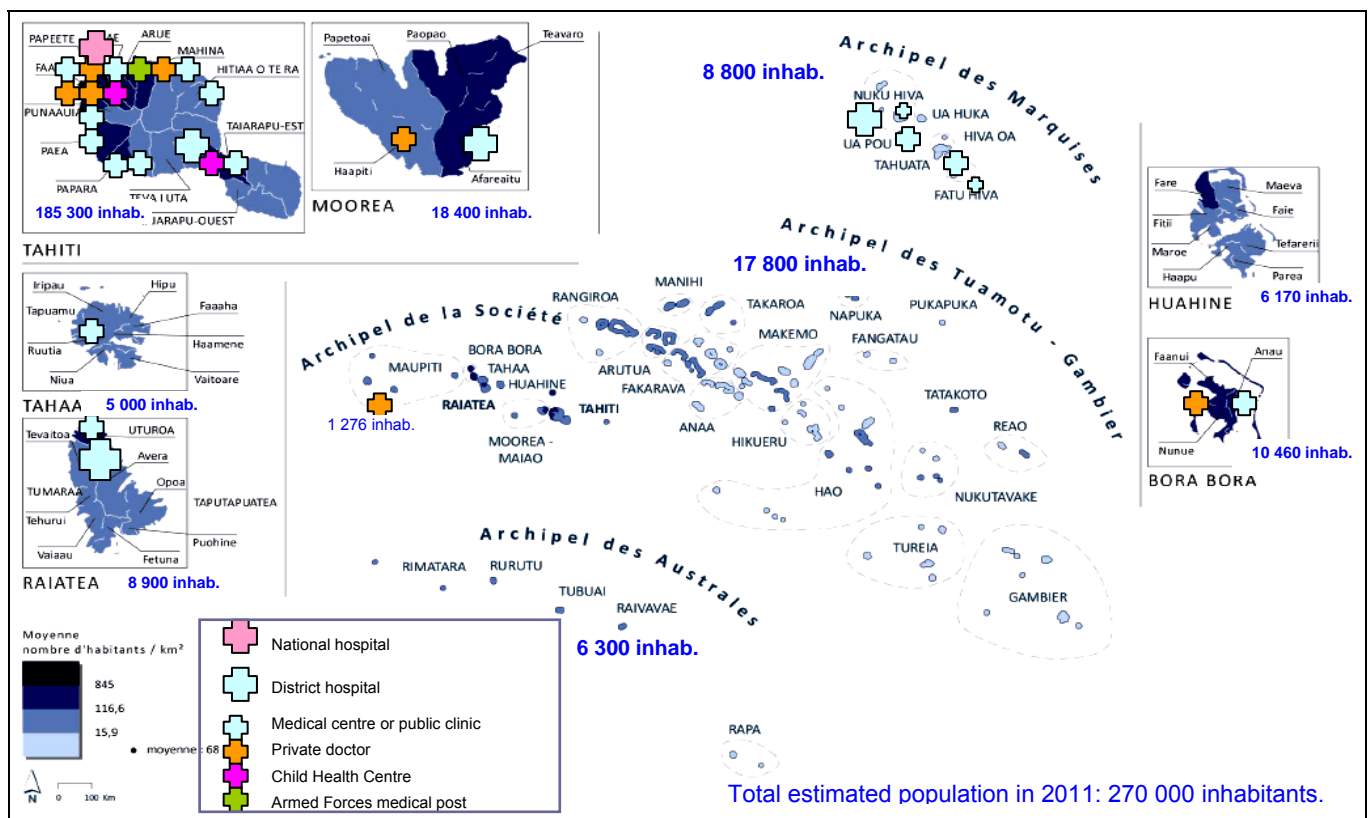 PAPEETE
AE
ARUE
MAHINA
FAA
HITIAA O TE RA
PUNAAUIA
TAIARAPU-EST
PAEA
PAPARA
185 300 inhab.
JARAPU-OUEST
TAHITI
Papetoai
Paopao
Teavaro
Haapiti
Afareaitu
MOOREA
18 400 inhab.
Archipel des Marquises
8 800 inhab.
NUKU HIVA
UA HUKA
UA POU
HIVA OA
TAHUATA
FATU HIVA
Fare
Maeva
Fitii
Faie
Maroe
Tefarerii
Haapu
Parea
HUAHINE
6 170 inhab.
Iripau
Hipu
Tapuamu
Faaaha
Ruutia
Haamene
Niua
Vaitoare
TAHAA
5 000 inhab.
Archipel de la Société
MAUPITI
BORA BORA
TAHAA
HUAHINE
RAIATEA
TAHITI
1 276 inhab.
MOOREA -
MAIAO
Archipel des Tuamotu - Gambier
17 800 inhab.
RANGIROA
MANIHI
TAKAROA
NAPUKA
PUKAPUKA
MAKEMO
FANGATAU
ARUTUA
FAKARAVA
ANAA
HIKUERU
TATAKOTO
REAO
HAO
NUKUTAVAKE
TUREIA
GAMBIER
Faanui
Anau
Nunue
10 460 inhab.
BORA BORA
Tevaitoa
UTUROA
Avera
Opoa
TUMARAA
TAPUTAPUATEA
Tehurui
Puohine
Vaiaau
Fetuna
RAIATEA
8 900 inhab.
Archipel des Australes
RIMATARA
RURUTU
TUBUAI
RAIVAVAE
6 300 inhab.
RAPA
Moyenne
nombre d'habitants / km²
845
116,6
15,9
moyenne : 68
N
0 100 Km
National hospital
District hospital
Medical centre or public clinic
Private doctor
Child Health Centre
Armed Forces medical post
Total estimated population in 2011: 270 000 inhabitants.